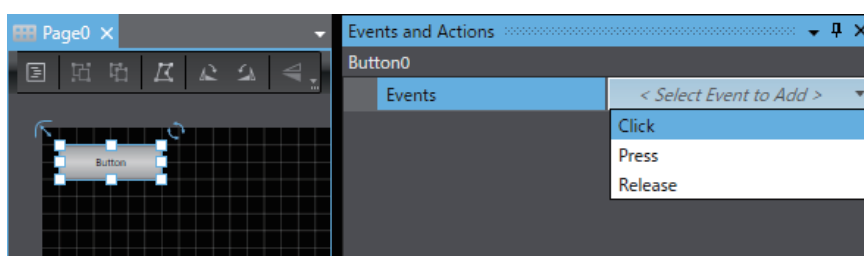 Page0
Events and Actions
Button0
Events
< Select Event to Add >
Click
Press
Release
Button